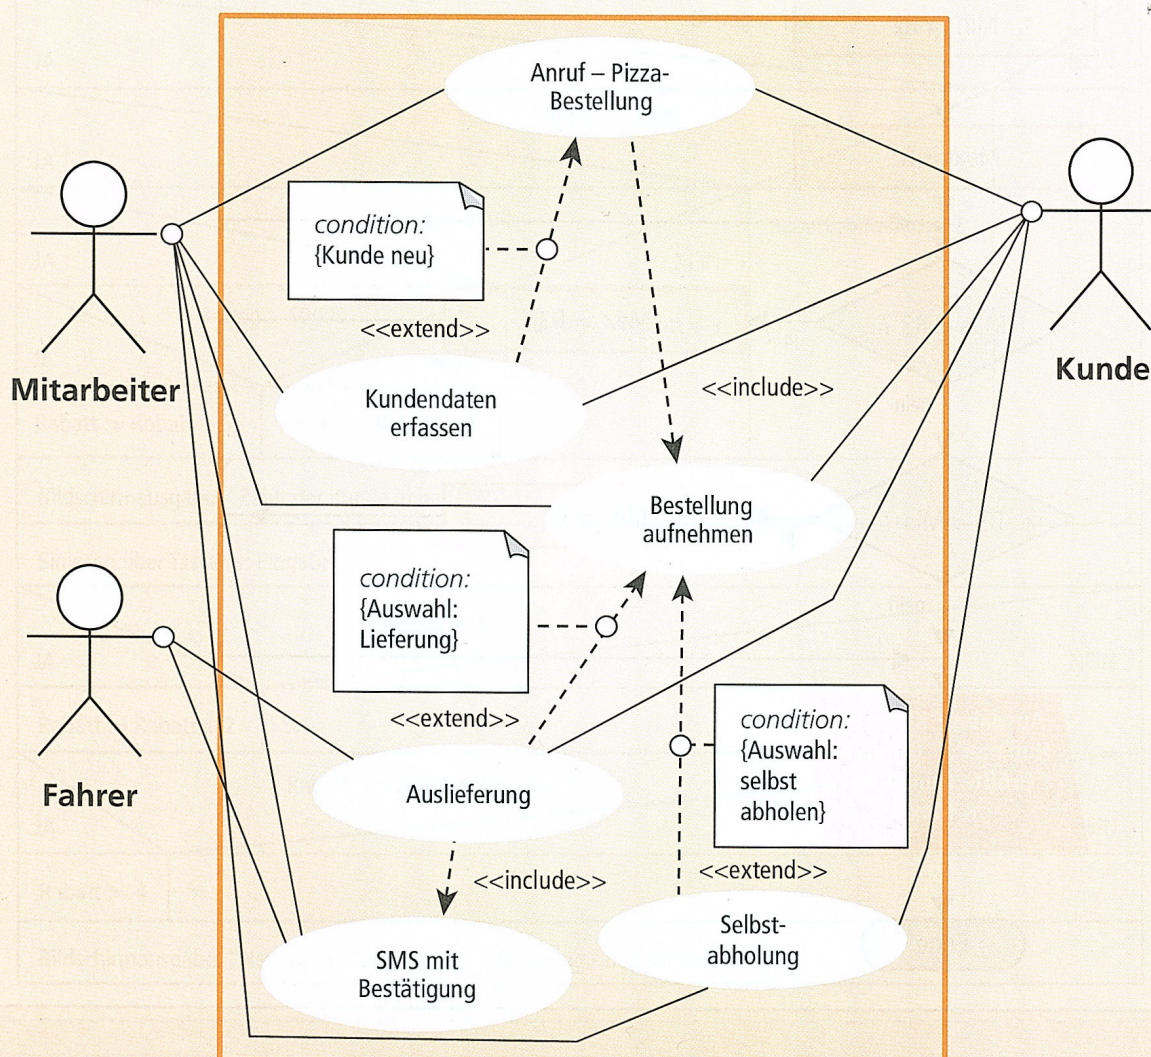 Anruf – Pizza-
Bestellung
condition:
{Kunde neu}
<<extend>>
Mitarbeiter
Kunde
Kundendaten
erfassen
<<include>>
Bestellung
aufnehmen
condition:
{Auswahl:
Lieferung}
<<extend>>
Fahrer
Auslieferung
condition:
{Auswahl:
selbst
abholen}
<<include>>
<<extend>>
SMS mit
Bestätigung
Selbst-
abholung